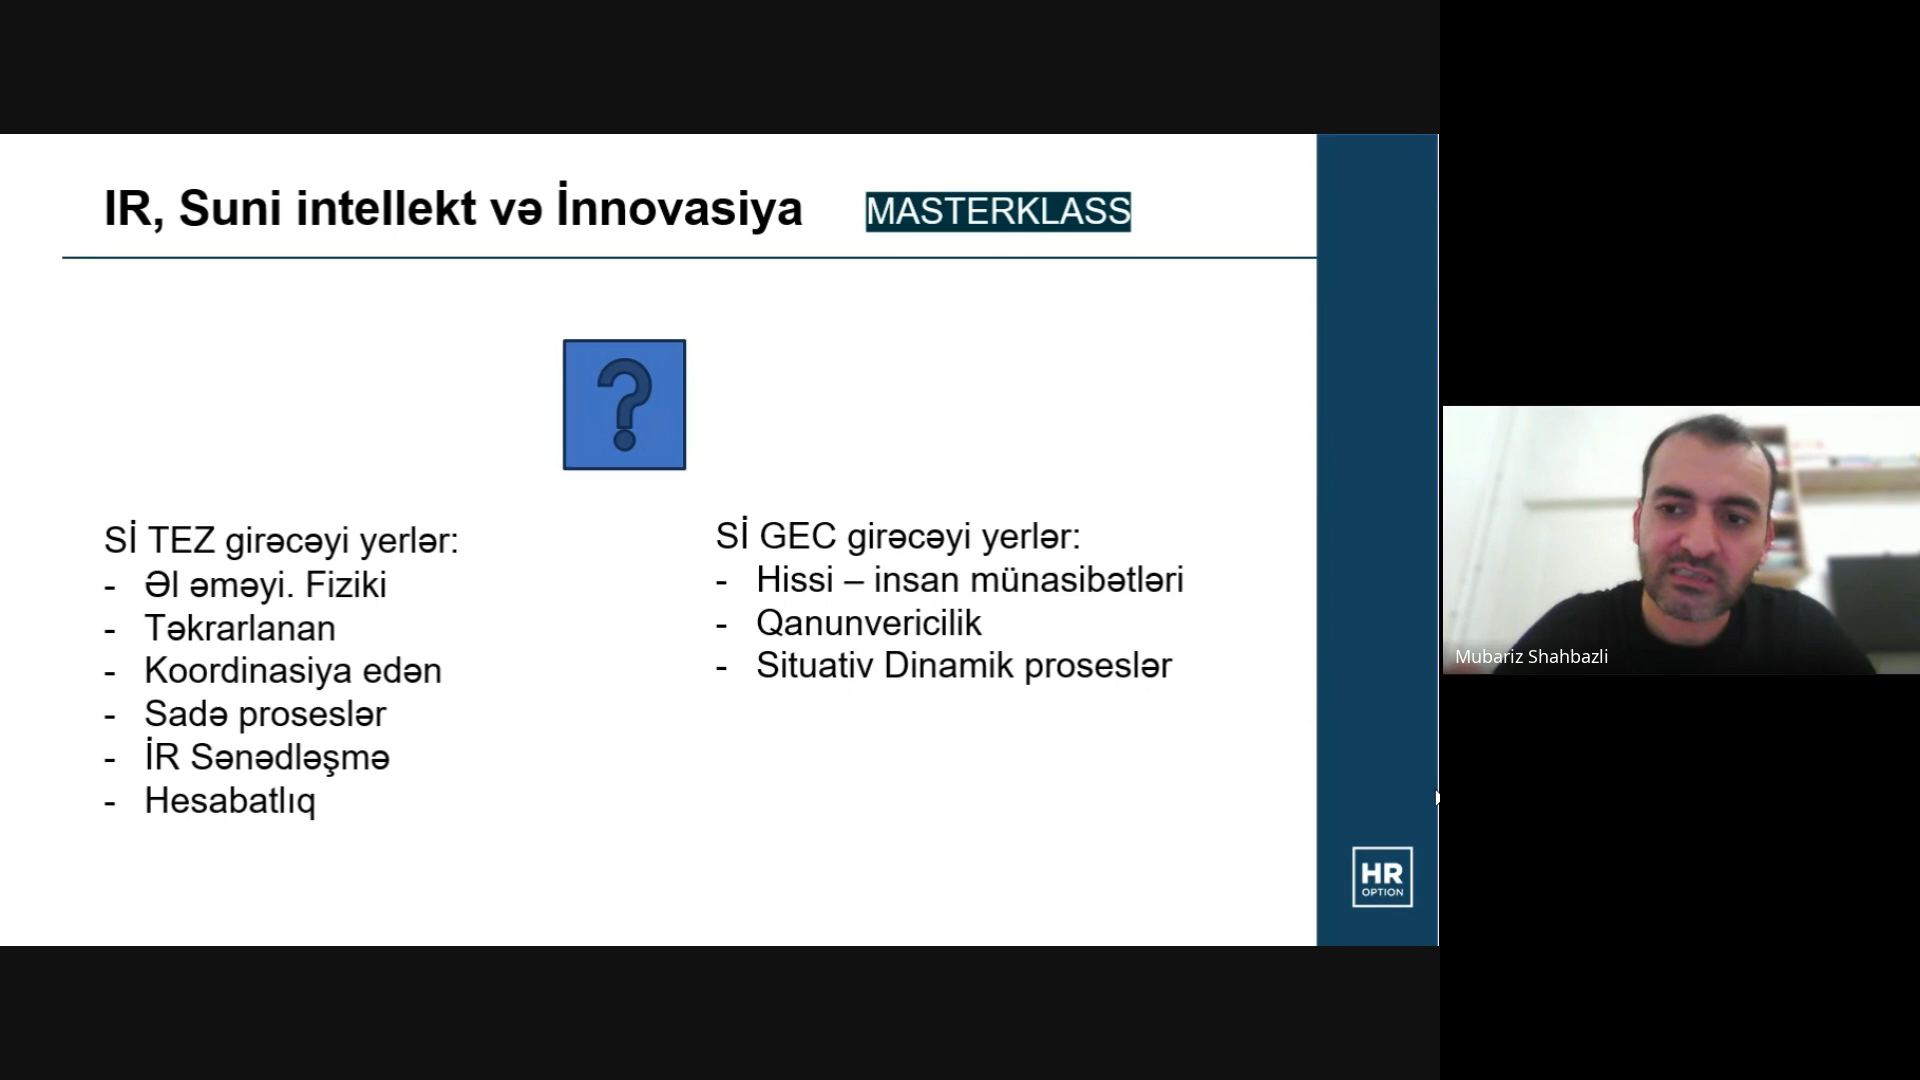 IR, Suni intellekt və İnnovasiya MASTERKLASS
?
Sİ TEZ girəcəyi yerlər:
- Əl əməyi. Fiziki
- Təkrarlanan
- Koordinasiya edən
- Sadə proseslər
- İR Sənədləşmə
- Hesabatlıq
Sİ GEC girəcəyi yerlər:
- Hissi – insan münasibətləri
- Qanunvericilik
- Situativ Dinamik proseslər
HR
OPTION
Mubariz Shahbazli